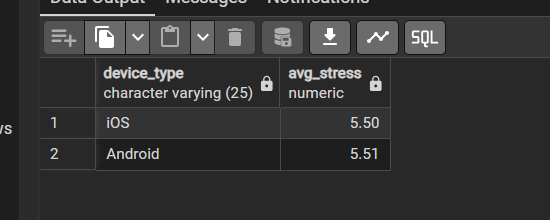 Data Output Messages Notifications
SQL
device_type avg_stress
character varying (25) numeric
1 iOS 5.50
2 Android 5.51
ws